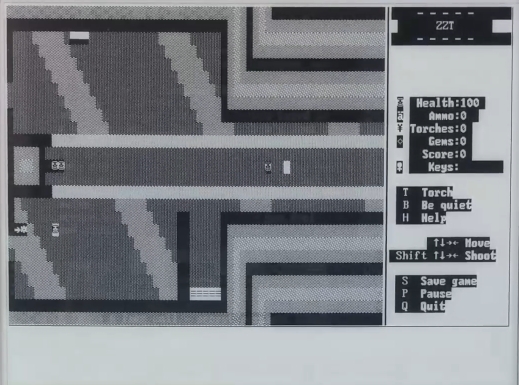 - - - - -
ZZT
- - - - -
Health:100
Ammo:0
Torches:0
Gems:0
Score:0
Keys:
T Torch
B Be quiet
H Help
↑↓→← Move
Shift ↑↓→← Shoot
S Save game
P Pause
Q Quit